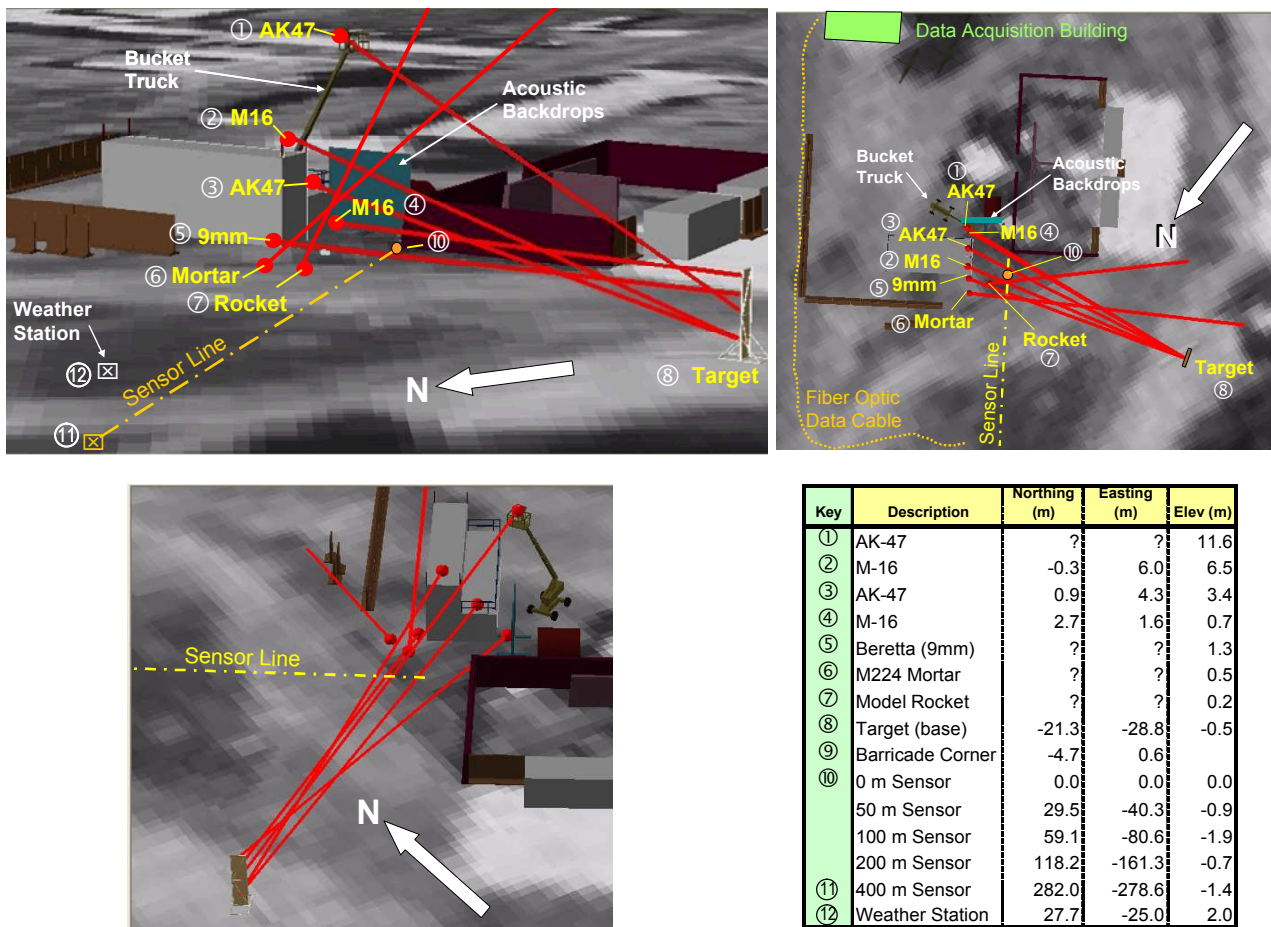 ① AK47
Bucket
Truck
Acoustic
Backdrops
② M16
③ AK47
M16 ④
⑤ 9mm
⑩
⑥ Mortar
⑦ Rocket
Weather
Station
⑫
Sensor Line
N
⑧ Target
⑪
Data Acquisition Building
Bucket
Truck
①
AK47
Acoustic
Backdrops
③
AK47
M16 ④
② M16
⑩
⑤ 9mm
⑥ Mortar
Rocket
⑦
N
Target
⑧
Fiber Optic
Data Cable
Sensor Line
Sensor Line
N
Key Description Northing (m) Easting (m) Elev (m)
① AK-47 ? ? 11.6
② M-16 -0.3 6.0 6.5
③ AK-47 0.9 4.3 3.4
④ M-16 2.7 1.6 0.7
⑤ Beretta (9mm) ? ? 1.3
⑥ M224 Mortar ? ? 0.5
⑦ Model Rocket ? ? 0.2
⑧ Target (base) -21.3 -28.8 -0.5
⑨ Barricade Corner -4.7 0.6
⑩ 0 m Sensor 0.0 0.0 0.0
50 m Sensor 29.5 -40.3 -0.9
100 m Sensor 59.1 -80.6 -1.9
200 m Sensor 118.2 -161.3 -0.7
⑪ 400 m Sensor 282.0 -278.6 -1.4
⑫ Weather Station 27.7 -25.0 2.0